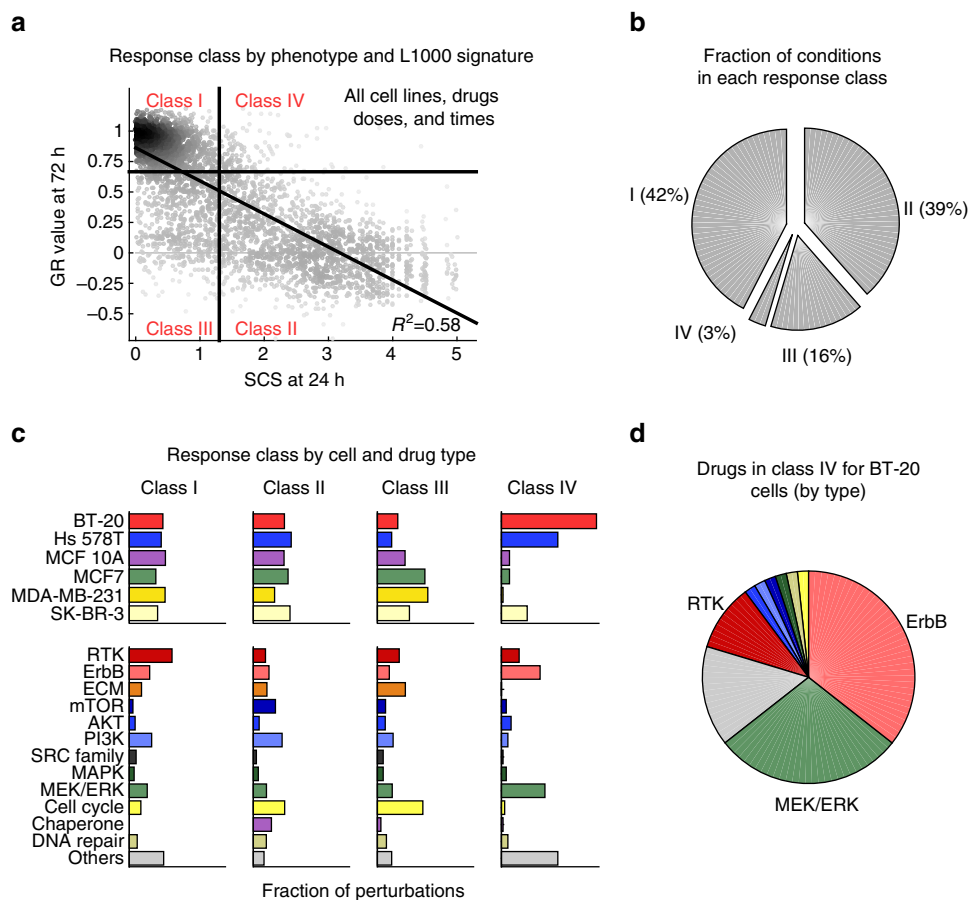 a
Response class by phenotype and L1000 signature
Class I
Class IV
All cell lines, drugs
doses, and times
1
0.75
0.5
0.25
0
−0.25
−0.5
GR value at 72 h
Class III
Class II
R²=0.58
0 1 2 3 4 5
SCS at 24 h
b
Fraction of conditions
in each response class
I (42%)
II (39%)
IV (3%)
III (16%)
c
Response class by cell and drug type
Class I Class II Class III Class IV
BT-20
Hs 578T
MCF 10A
MCF7
MDA-MB-231
SK-BR-3
RTK
ErbB
ECM
mTOR
AKT
PI3K
SRC family
MAPK
MEK/ERK
Cell cycle
Chaperone
DNA repair
Others
Fraction of perturbations
d
Drugs in class IV for BT-20
cells (by type)
RTK
ErbB
MEK/ERK